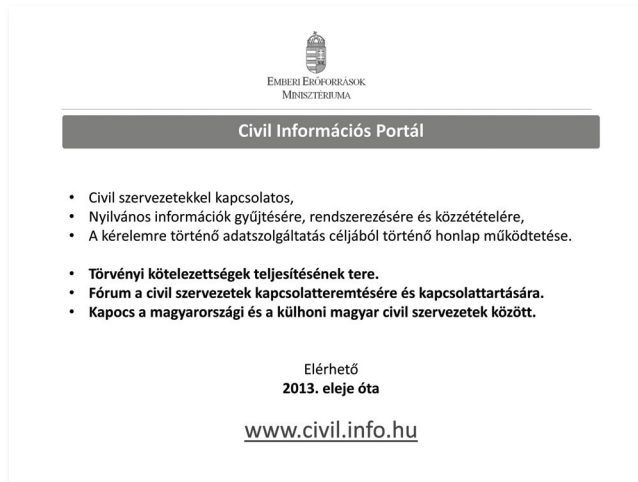 EMBERI ERŐFORRÁSOK
MINISZTÉRIUMA
Civil Információs Portál
• Civil szervezetekkel kapcsolatos,
• Nyilvános információk gyűjtésére, rendszerezésére és közzétételére,
• A kérelemre történő adatszolgáltatás céljából történő honlap működtetése.
• Törvényi kötelezettségek teljesítésének tere.
• Fórum a civil szervezetek kapcsolatteremtésére és kapcsolattartására.
• Kapocs a magyarországi és a külhoni magyar civil szervezetek között.
Elérhető
2013. eleje óta
www.civil.info.hu